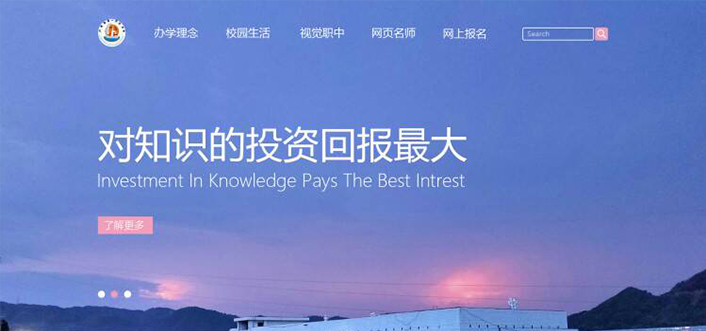 办学理念 校园生活 视觉职中 网页名师 网上报名 Search
对知识的投资回报最大
Investment In Knowledge Pays The Best Intrest
了解更多